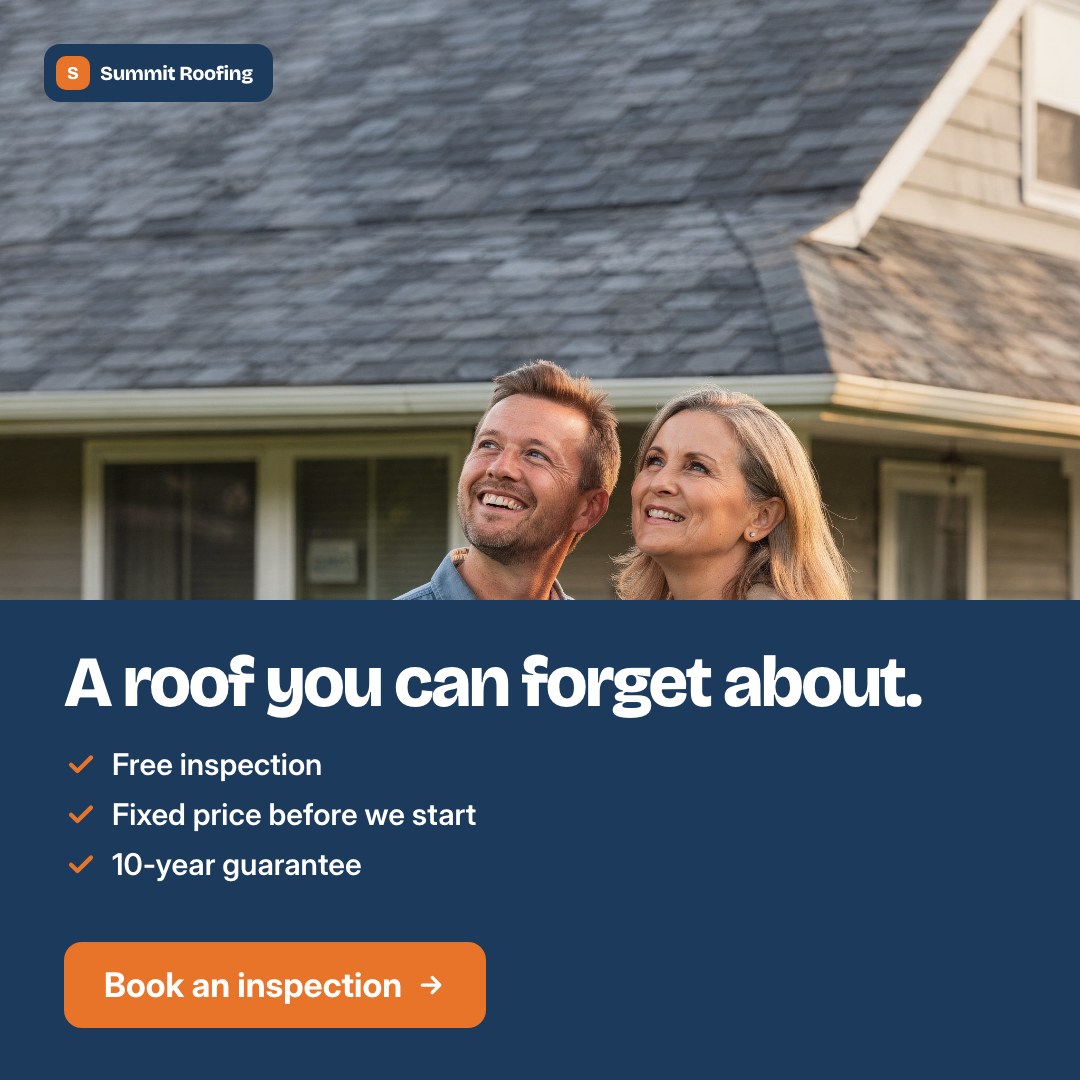 S Summit Roofing
A roof you can forget about.
Free inspection
Fixed price before we start
10-year guarantee
Book an inspection →